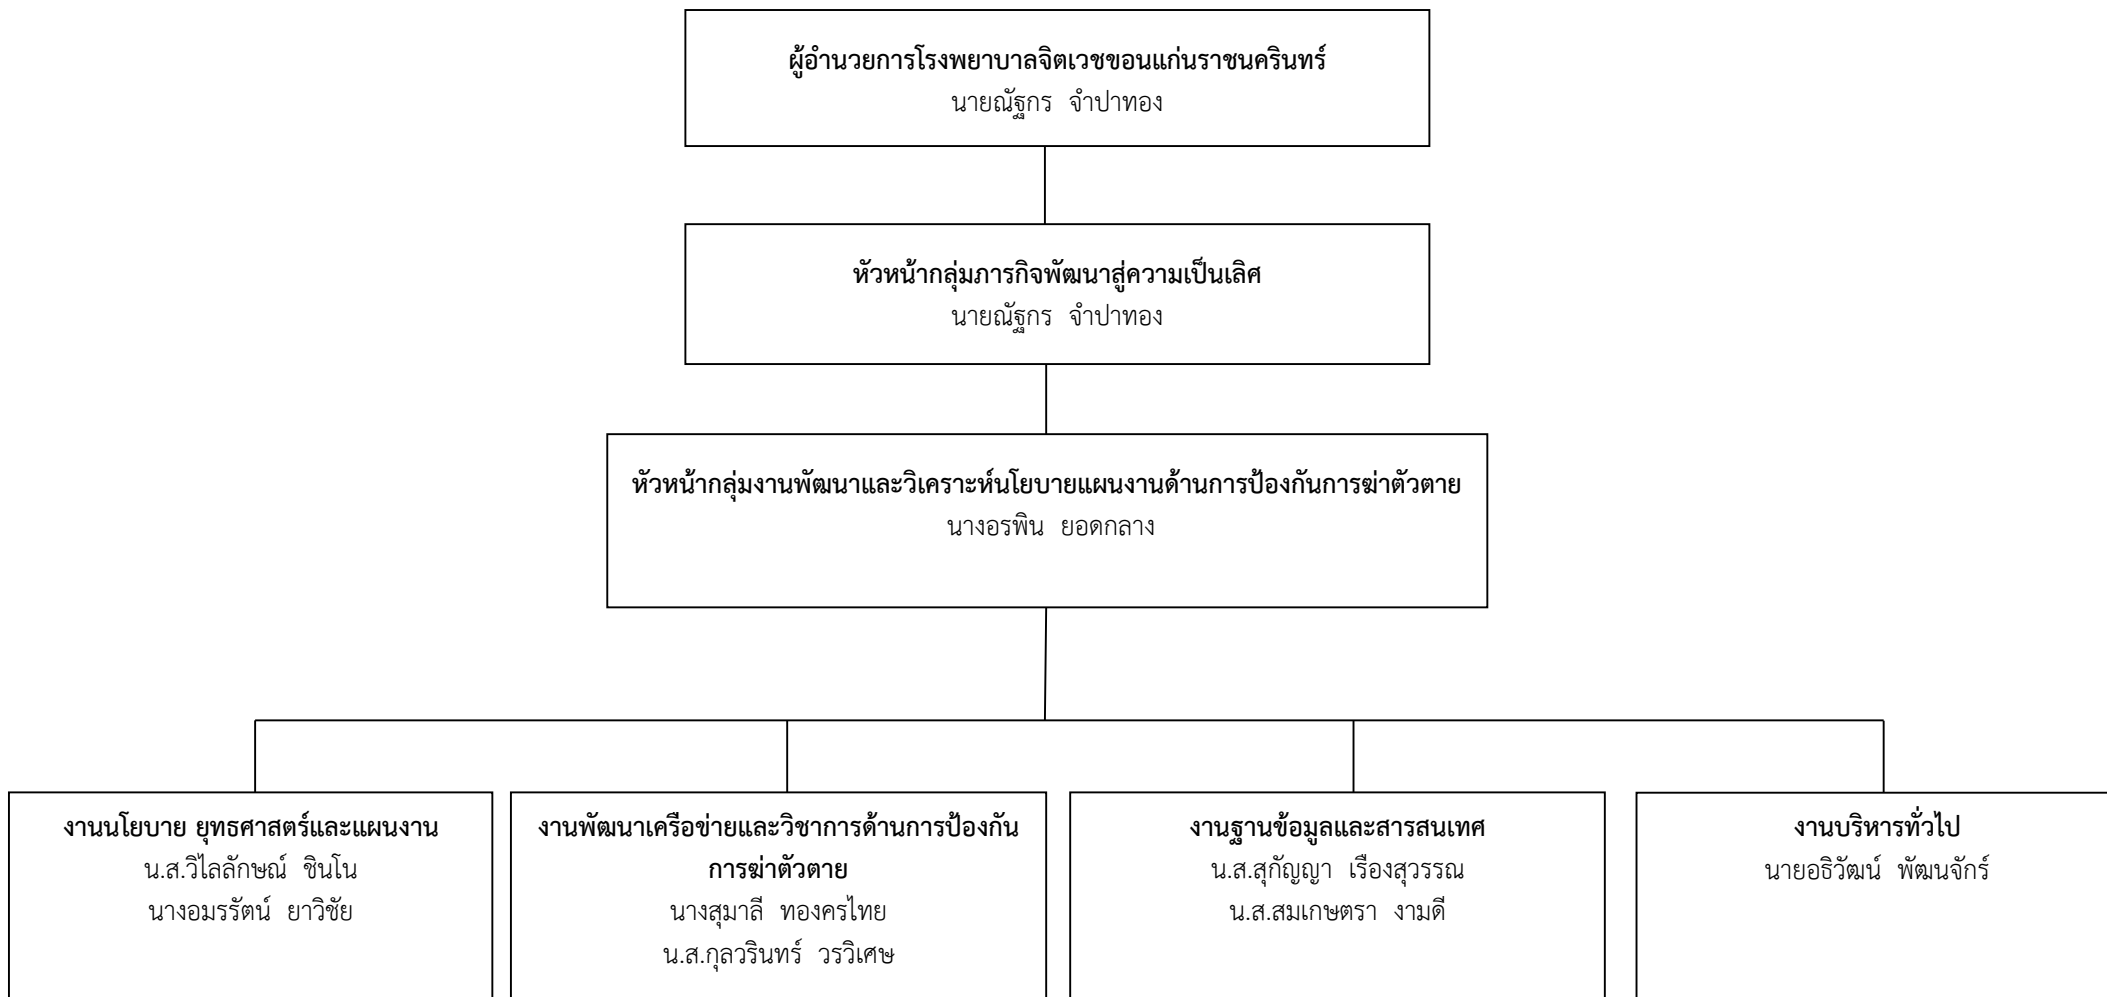 ผู้อำนวยการโรงพยาบาลจิตเวชขอนแก่นราชนครินทร์
นายณัฐกร จำปาทอง
หัวหน้ากลุ่มภารกิจพัฒนาสู่ความเป็นเลิศ
นายณัฐกร จำปาทอง
หัวหน้ากลุ่มงานพัฒนาและวิเคราะห์นโยบายแผนงานด้านการป้องกันการฆ่าตัวตาย
นางอรพิน ยอดกลาง
งานนโยบาย ยุทธศาสตร์และแผนงาน
น.ส.วิไลลักษณ์ ชินโน
นางอมรรัตน์ ยาวิชัย
งานพัฒนาเครือข่ายและวิชาการด้านการป้องกัน
การฆ่าตัวตาย
นางสุมาลี ทองครไทย
น.ส.กุลวรินทร์ วรวิเศษ
งานฐานข้อมูลและสารสนเทศ
น.ส.สุกัญญา เรืองสุวรรณ
น.ส.สมเกษตรา งามดี
งานบริหารทั่วไป
นายอธิวัฒน์ พัฒนจักร์